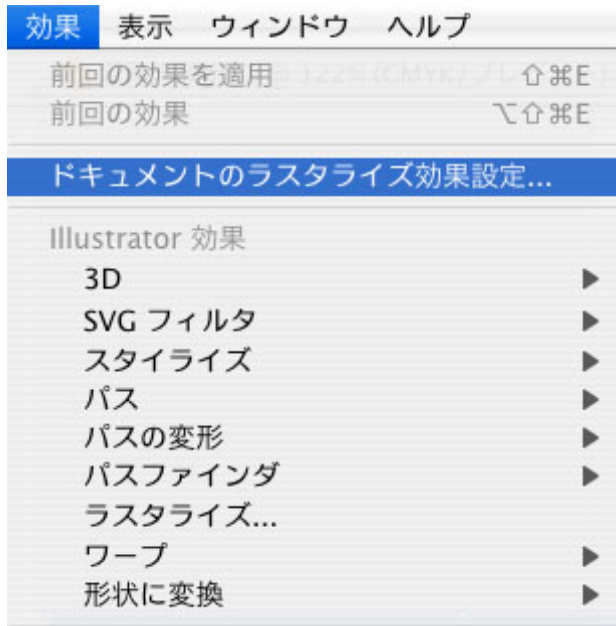 効果 表示 ウィンドウ ヘルプ
前回の効果を適用 ⇧⌘E
前回の効果 ⌥⇧⌘E
ドキュメントのラスタライズ効果設定...
Illustrator 効果
3D ▶
SVG フィルタ ▶
スタイライズ ▶
パス ▶
パスの変形 ▶
パスファインダ ▶
ラスタライズ...
ワープ ▶
形状に変換 ▶